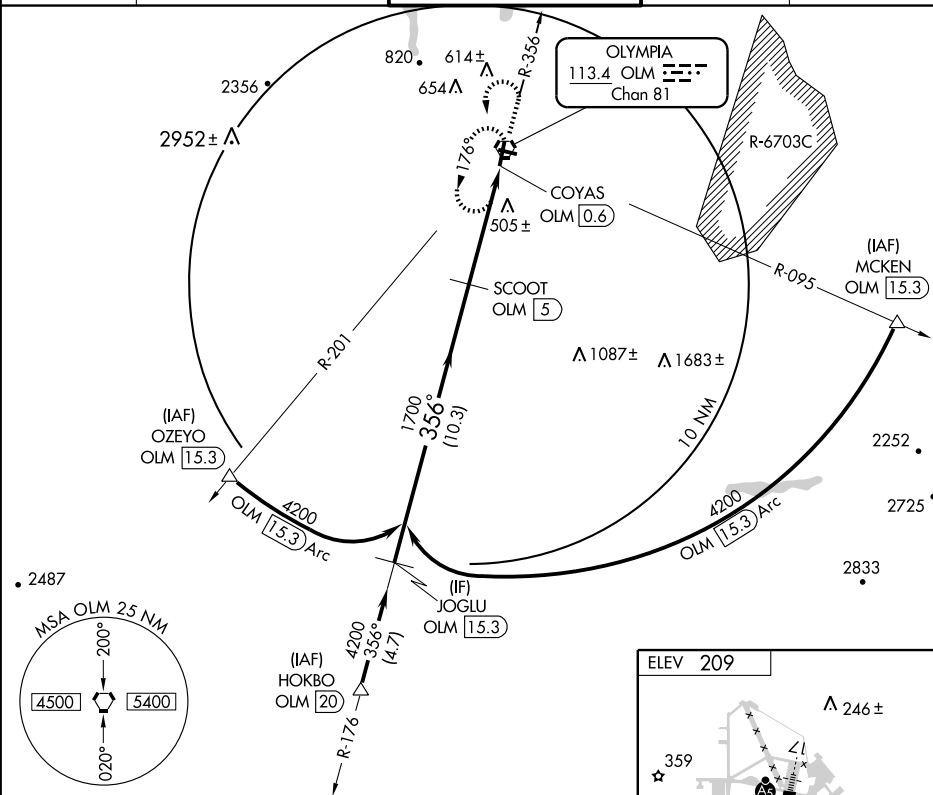 820
614±
654
2356
2952±
R-356
OLYMPIA
113.4 OLM
Chan 81
R-6703C
176°
COYAS
OLM 0.6
505±
(IAF)
MCKEN
OLM 15.3
R-095
SCOOT
OLM 5
R-201
1087±
1683±
1700
356°
(10.3)
10 NM
(IAF)
OZEYO
OLM 15.3
2252
4200
OLM 15.3 Arc
4200
OLM 15.3 Arc
2725
2487
2833
(IF)
JOGLU
OLM 15.3
MSA OLM 25 NM
200°
4500
5400
020°
4200
356°
(4.7)
(IAF)
HOKBO
OLM 20
R-176
ELEV 209
246±
359
17
A5